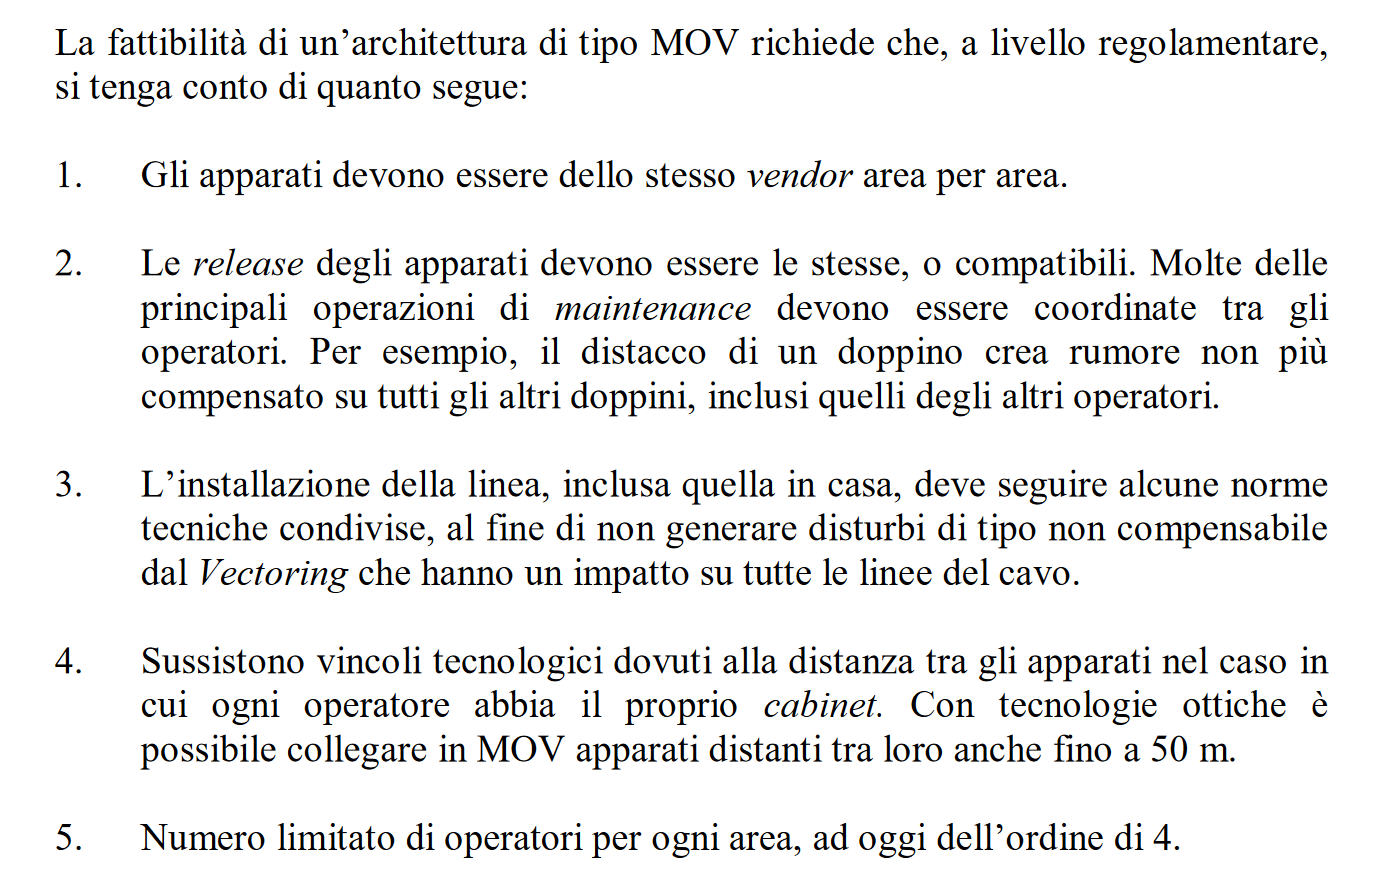 La fattibilità di un’architettura di tipo MOV richiede che, a livello regolamentare,
si tenga conto di quanto segue:
1. Gli apparati devono essere dello stesso vendor area per area.
2. Le release degli apparati devono essere le stesse, o compatibili. Molte delle
principali operazioni di maintenance devono essere coordinate tra gli
operatori. Per esempio, il distacco di un doppino crea rumore non più
compensato su tutti gli altri doppini, inclusi quelli degli altri operatori.
3. L’installazione della linea, inclusa quella in casa, deve seguire alcune norme
tecniche condivise, al fine di non generare disturbi di tipo non compensabile
dal Vectoring che hanno un impatto su tutte le linee del cavo.
4. Sussistono vincoli tecnologici dovuti alla distanza tra gli apparati nel caso in
cui ogni operatore abbia il proprio cabinet. Con tecnologie ottiche è
possibile collegare in MOV apparati distanti tra loro anche fino a 50 m.
5. Numero limitato di operatori per ogni area, ad oggi dell’ordine di 4.